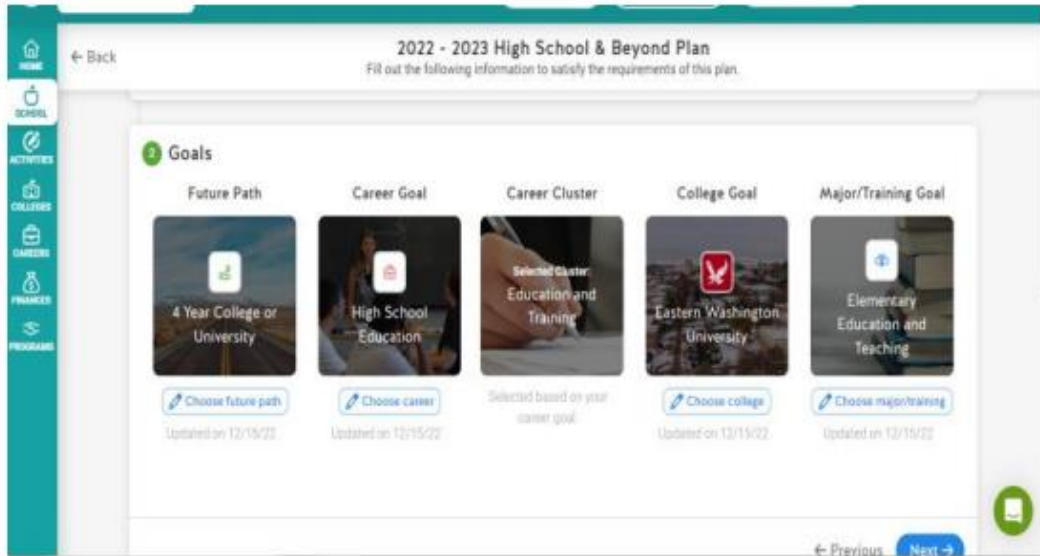 ← Back
2022 - 2023 High School & Beyond Plan
Fill out the following information to satisfy the requirements of this plan.
HOME
SCHOOL
ACTIVITIES
COLLEGES
CAREERS
FINANCES
PROGRAMS
2 Goals
Future Path
Career Goal
Career Cluster
College Goal
Major/Training Goal
4 Year College or
University
High School
Education
Selected Cluster:
Education and
Training
Eastern Washington
University
Elementary
Education and
Teaching
Choose future path
Choose career
Selected based on your
career goal.
Choose college
Choose major/training
Updated on 12/15/22
Updated on 12/15/22
Updated on 12/15/22
Updated on 12/15/22
← Previous
Next →